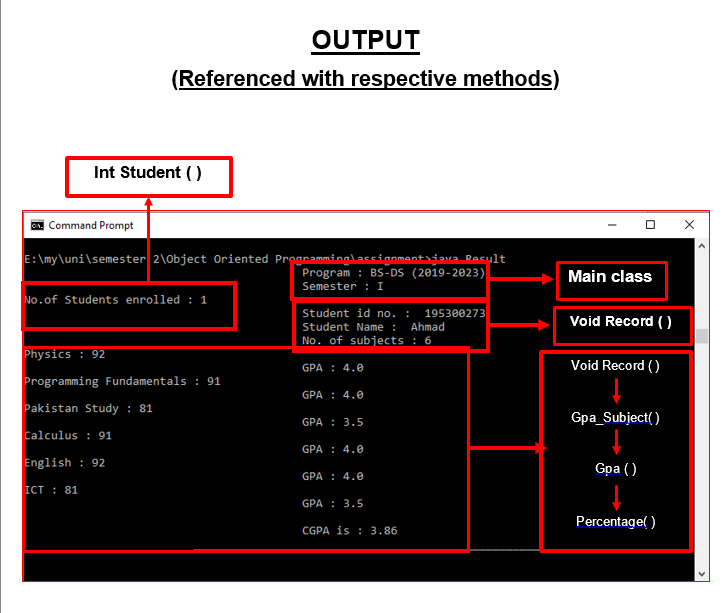 OUTPUT
(Referenced with respective methods)
Int Student ( )
Command Prompt
E:\my\uni\semester 2\Object Oriented Programming\assignment>java Result
Program : BS-DS (2019-2023)
Semester : I
Main class
No.of Students enrolled : 1
Student id no. :  195300273
Student Name :  Ahmad
No. of subjects : 6
Void Record ( )
Physics : 92
GPA : 4.0
Programming Fundamentals : 91
GPA : 4.0
Pakistan Study : 81
GPA : 3.5
Calculus : 91
GPA : 4.0
English : 92
GPA : 4.0
ICT : 81
GPA : 3.5
CGPA is : 3.86
Void Record ( )
Gpa_Subject( )
Gpa ( )
Percentage( )